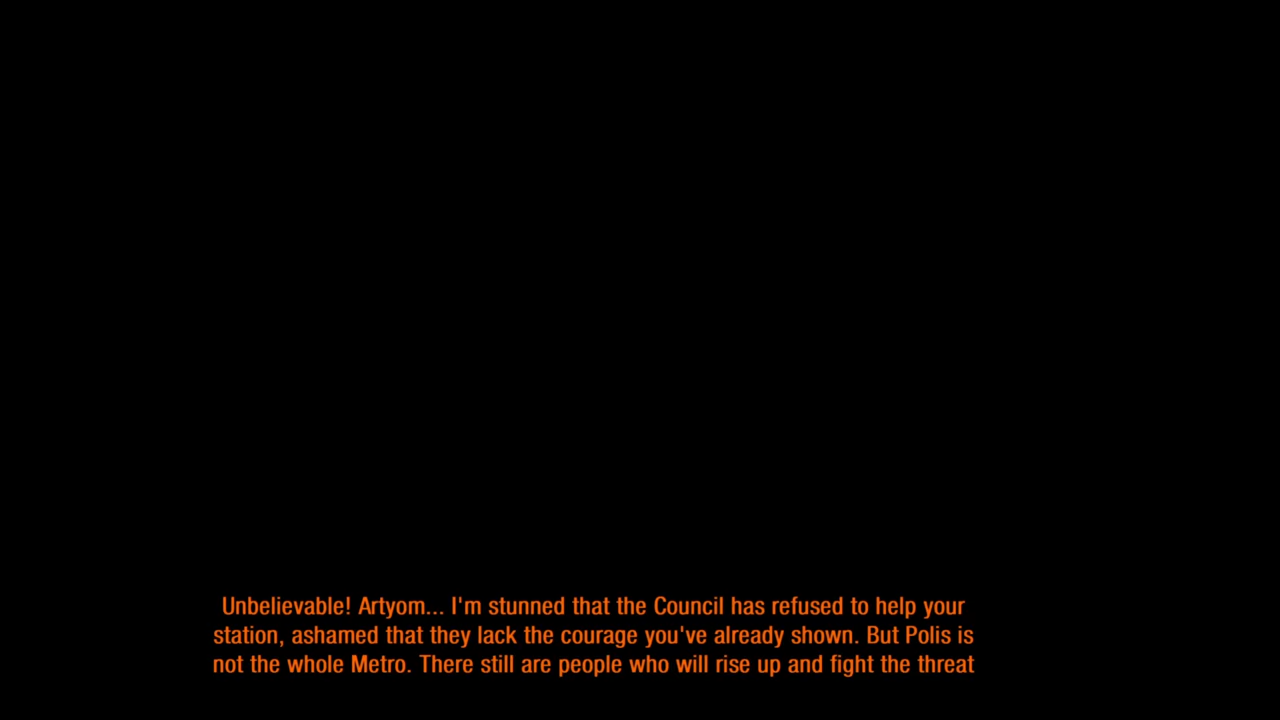 Unbelievable! Artyom... I'm stunned that the Council has refused to help your
station, ashamed that they lack the courage you've already shown. But Polis is
not the whole Metro. There still are people who will rise up and fight the threat